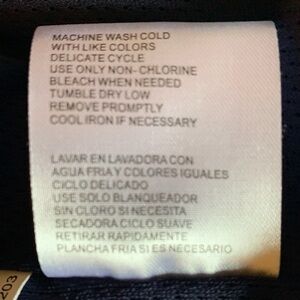 MACHINE WASH COLD
WITH LIKE COLORS
DELICATE CYCLE
USE ONLY NON-CHLORINE
BLEACH WHEN NEEDED
TUMBLE DRY LOW
REMOVE PROMPTLY
COOL IRON IF NECESSARY
LAVAR EN LAVADORA CON
AGUA FRIA Y COLORES IGUALES
CICLO DELICADO
USE SOLO BLANQUEADOR
SIN CLORO SI NECESITA
SECADORA CICLO SUAVE
RETIRAR RAPIDAMENTE
PLANCHA FRIA SI ES NECESARIO
203